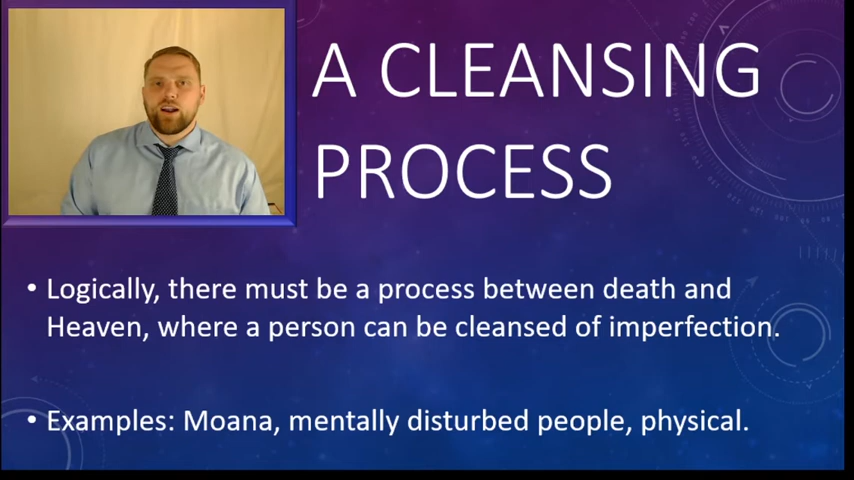 A CLEANSING
PROCESS
• Logically, there must be a process between death and
Heaven, where a person can be cleansed of imperfection.
• Examples: Moana, mentally disturbed people, physical.